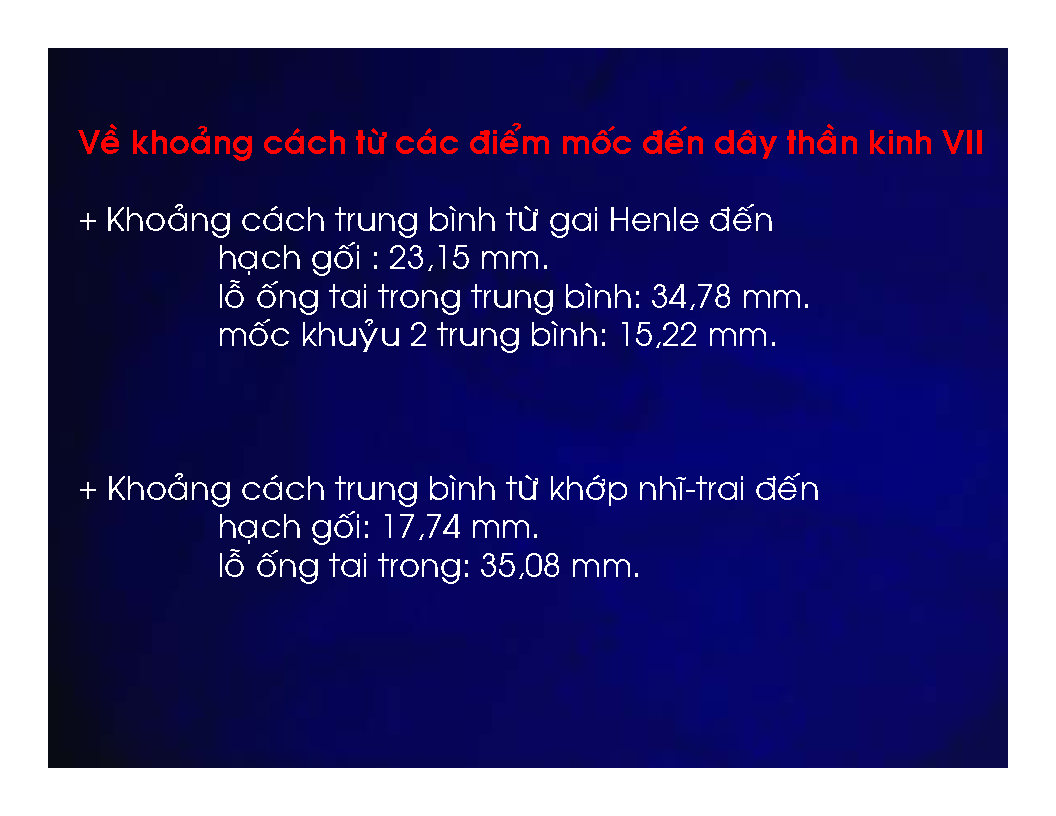 Về khoảng cách từ các điểm mốc đến dây thần kinh VII
+ Khoảng cách trung bình từ gai Henle đến
hạch gối : 23,15 mm.
lỗ ống tai trong trung bình: 34,78 mm.
mốc khuỷu 2 trung bình: 15,22 mm.
+ Khoảng cách trung bình từ khớp nhĩ-trai đến
hạch gối: 17,74 mm.
lỗ ống tai trong: 35,08 mm.